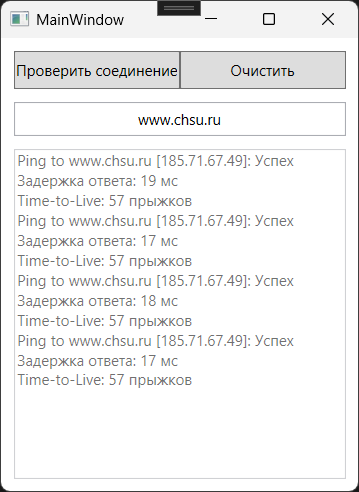 MainWindow
Проверить соединение Очистить
www.chsu.ru
Ping to www.chsu.ru [185.71.67.49]: Успех
Задержка ответа: 19 мс
Time-to-Live: 57 прыжков
Ping to www.chsu.ru [185.71.67.49]: Успех
Задержка ответа: 17 мс
Time-to-Live: 57 прыжков
Ping to www.chsu.ru [185.71.67.49]: Успех
Задержка ответа: 18 мс
Time-to-Live: 57 прыжков
Ping to www.chsu.ru [185.71.67.49]: Успех
Задержка ответа: 17 мс
Time-to-Live: 57 прыжков